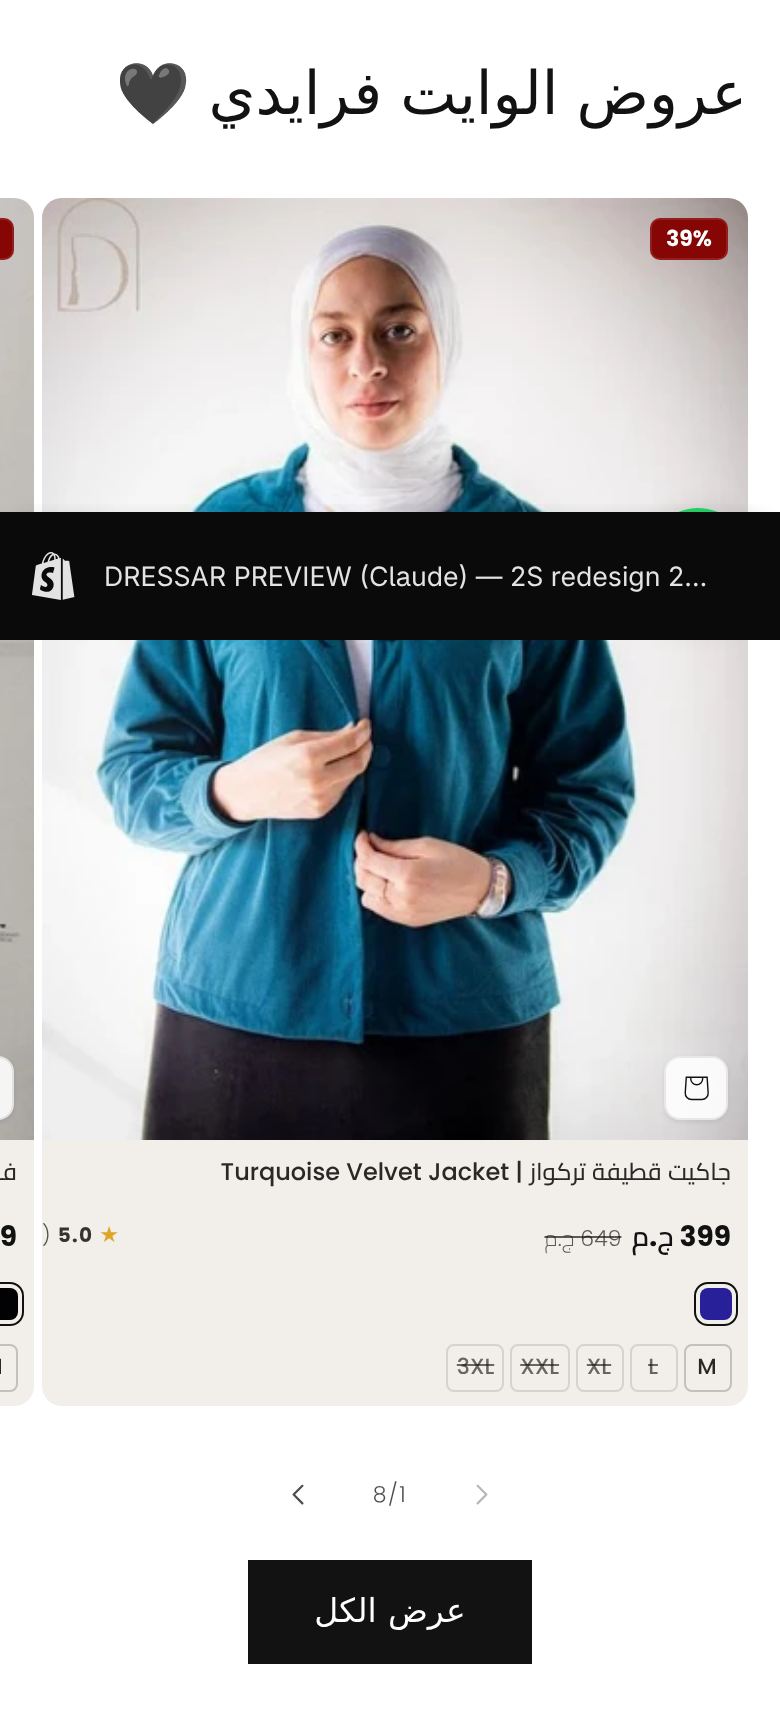 عروض الوايت فرايدي 🖤
39%
DRESSAR PREVIEW (Claude) — 2S redesign 2...
جاكيت قطيفة تركواز | Turquoise Velvet Jacket
399 ج.م 649 ج.م
★ 5.0 (
M L XL XXL 3XL
8/1
عرض الكل